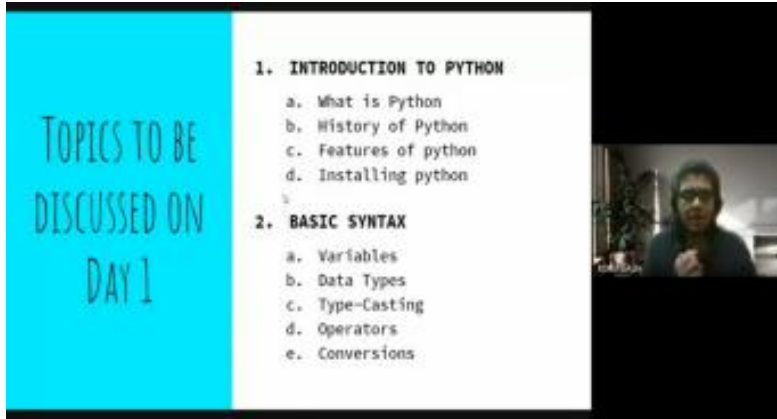 TOPICS TO BE
DISCUSSED ON
DAY 1
1. INTRODUCTION TO PYTHON
a. What is Python
b. History of Python
c. Features of python
d. Installing python
2. BASIC SYNTAX
a. Variables
b. Data Types
c. Type-Casting
d. Operators
e. Conversions